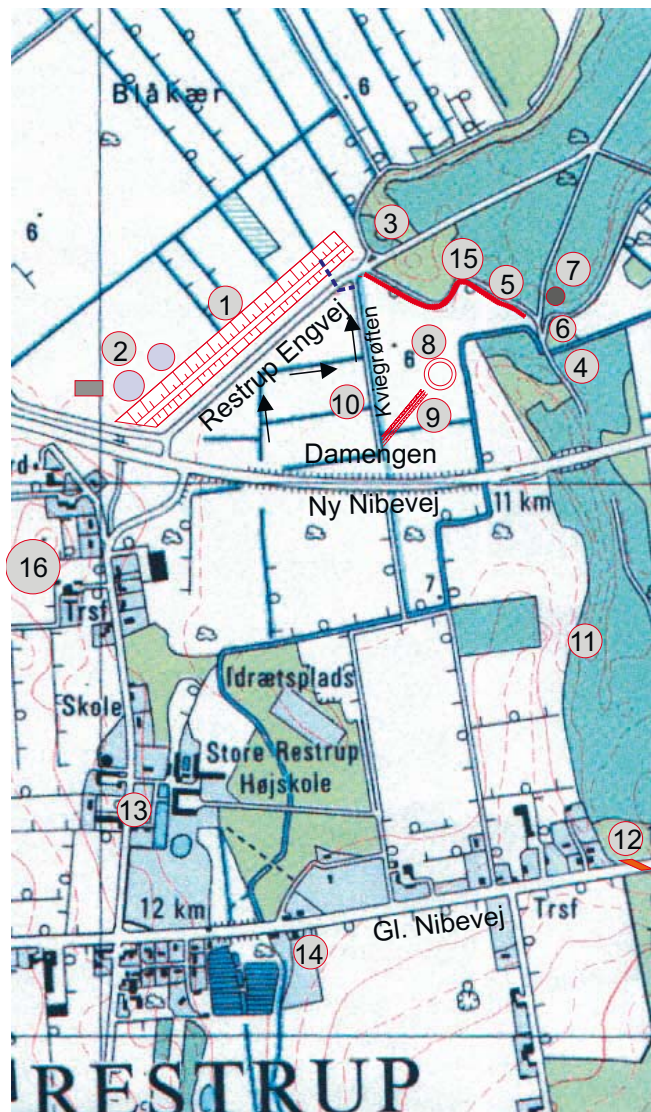 Blåkær
6
3
6
15
5
7
1
6
2
8
6
4
Restrup Engvej
Kviegrøften
10
9
Damengen
rd
Ny Nibevej
11 km
16
7
Trsf
11
Idrætsplads
Skole
Store Restrup
Højskole
13
12
12 km
Trsf
Gl. Nibevej
14
RESTRUP